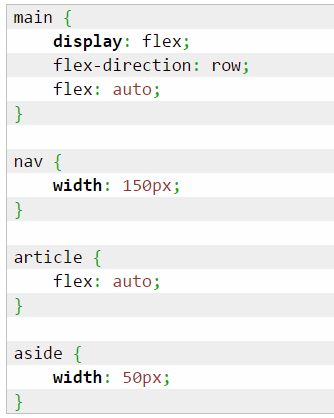 main {
    display: flex;
    flex-direction: row;
    flex: auto;
}

nav {
    width: 150px;
}

article {
    flex: auto;
}

aside {
    width: 50px;
}